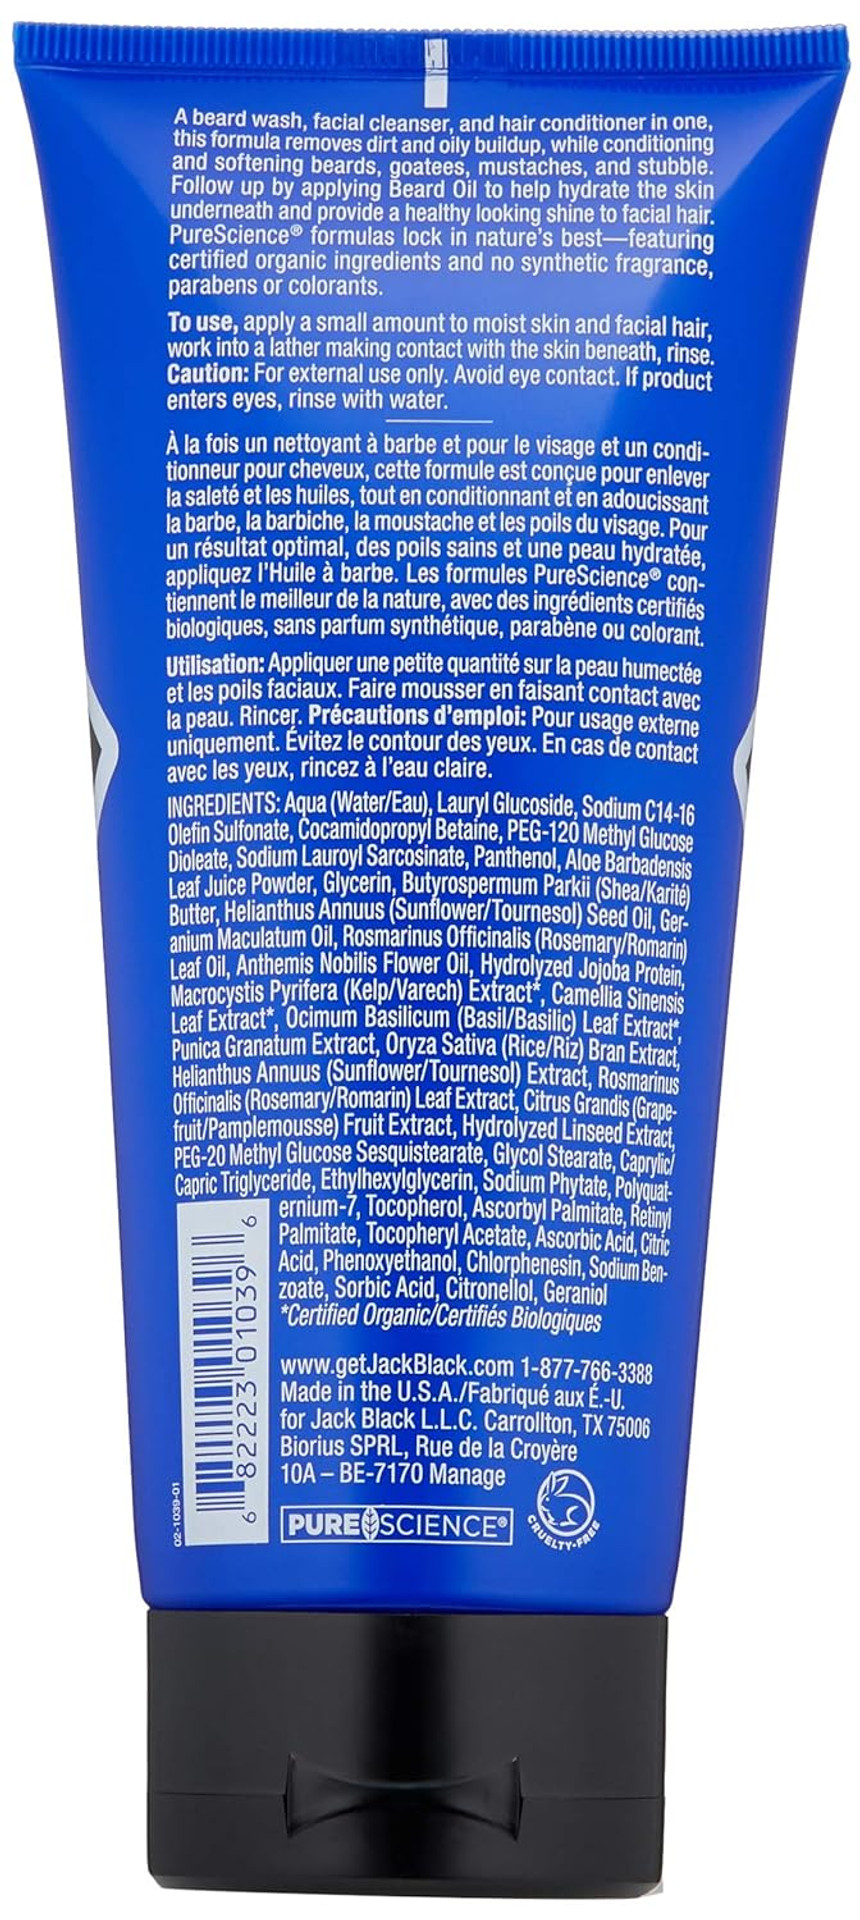 A beard wash, facial cleanser, and hair conditioner in one,
this formula removes dirt and oily buildup, while conditioning
and softening beards, goatees, mustaches, and stubble.
Follow up by applying Beard Oil to help hydrate the skin
underneath and provide a healthy looking shine to facial hair.
PureScience® formulas lock in nature's best—featuring
certified organic ingredients and no synthetic fragrance,
parabens or colorants.
To use, apply a small amount to moist skin and facial hair,
work into a lather making contact with the skin beneath, rinse.
Caution: For external use only. Avoid eye contact. If product
enters eyes, rinse with water.
À la fois un nettoyant à barbe et pour le visage et un condi-
tionneur pour cheveux, cette formule est conçue pour enlever
la saleté et les huiles, tout en conditionnant et en adoucissant
la barbe, la barbiche, la moustache et les poils du visage. Pour
un résultat optimal, des poils sains et une peau hydratée,
appliquez l'Huile à barbe. Les formules PureScience® con-
tiennent le meilleur de la nature, avec des ingrédients certifiés
biologiques, sans parfum synthétique, parabène ou colorant.
Utilisation: Appliquer une petite quantité sur la peau humectée
et les poils faciaux. Faire mousser en faisant contact avec
la peau. Rincer. Précautions d'emploi: Pour usage externe
uniquement. Évitez le contour des yeux. En cas de contact
avec les yeux, rincez à l'eau claire.
INGREDIENTS: Aqua (Water/Eau), Lauryl Glucoside, Sodium C14-16
Olefin Sulfonate, Cocamidopropyl Betaine, PEG-120 Methyl Glucose
Dioleate, Sodium Lauroyl Sarcosinate, Panthenol, Aloe Barbadensis
Leaf Juice Powder, Glycerin, Butyrospermum Parkii (Shea/Karité)
Butter, Helianthus Annuus (Sunflower/Tournesol) Seed Oil, Ger-
anium Maculatum Oil, Rosmarinus Officinalis (Rosemary/Romarin)
Leaf Oil, Anthemis Nobilis Flower Oil, Hydrolyzed Jojoba Protein,
Macrocystis Pyrifera (Kelp/Varech) Extract*, Camellia Sinensis
Leaf Extract*, Ocimum Basilicum (Basil/Basilic) Leaf Extract*,
Punica Granatum Extract, Oryza Sativa (Rice/Riz) Bran Extract,
Helianthus Annuus (Sunflower/Tournesol) Extract, Rosmarinus
Officinalis (Rosemary/Romarin) Leaf Extract, Citrus Grandis (Grape-
fruit/Pamplemousse) Fruit Extract, Hydrolyzed Linseed Extract,
PEG-20 Methyl Glucose Sesquistearate, Glycol Stearate, Caprylic/
Capric Triglyceride, Ethylhexylglycerin, Sodium Phytate, Polyquat-
ernium-7, Tocopherol, Ascorbyl Palmitate, Retinyl
Palmitate, Tocopheryl Acetate, Ascorbic Acid, Citric
Acid, Phenoxyethanol, Chlorphenesin, Sodium Ben-
zoate, Sorbic Acid, Citronellol, Geraniol
*Certified Organic/Certifiés Biologiques
www.getJackBlack.com 1-877-766-3388
Made in the U.S.A./Fabriqué aux É.-U.
for Jack Black L.L.C. Carrollton, TX 75006
Biorius SPRL, Rue de la Croyère
10A – BE-7170 Manage
PURE SCIENCE®
CRUELTY-FREE
6 82223 01039 6
02-1039-01